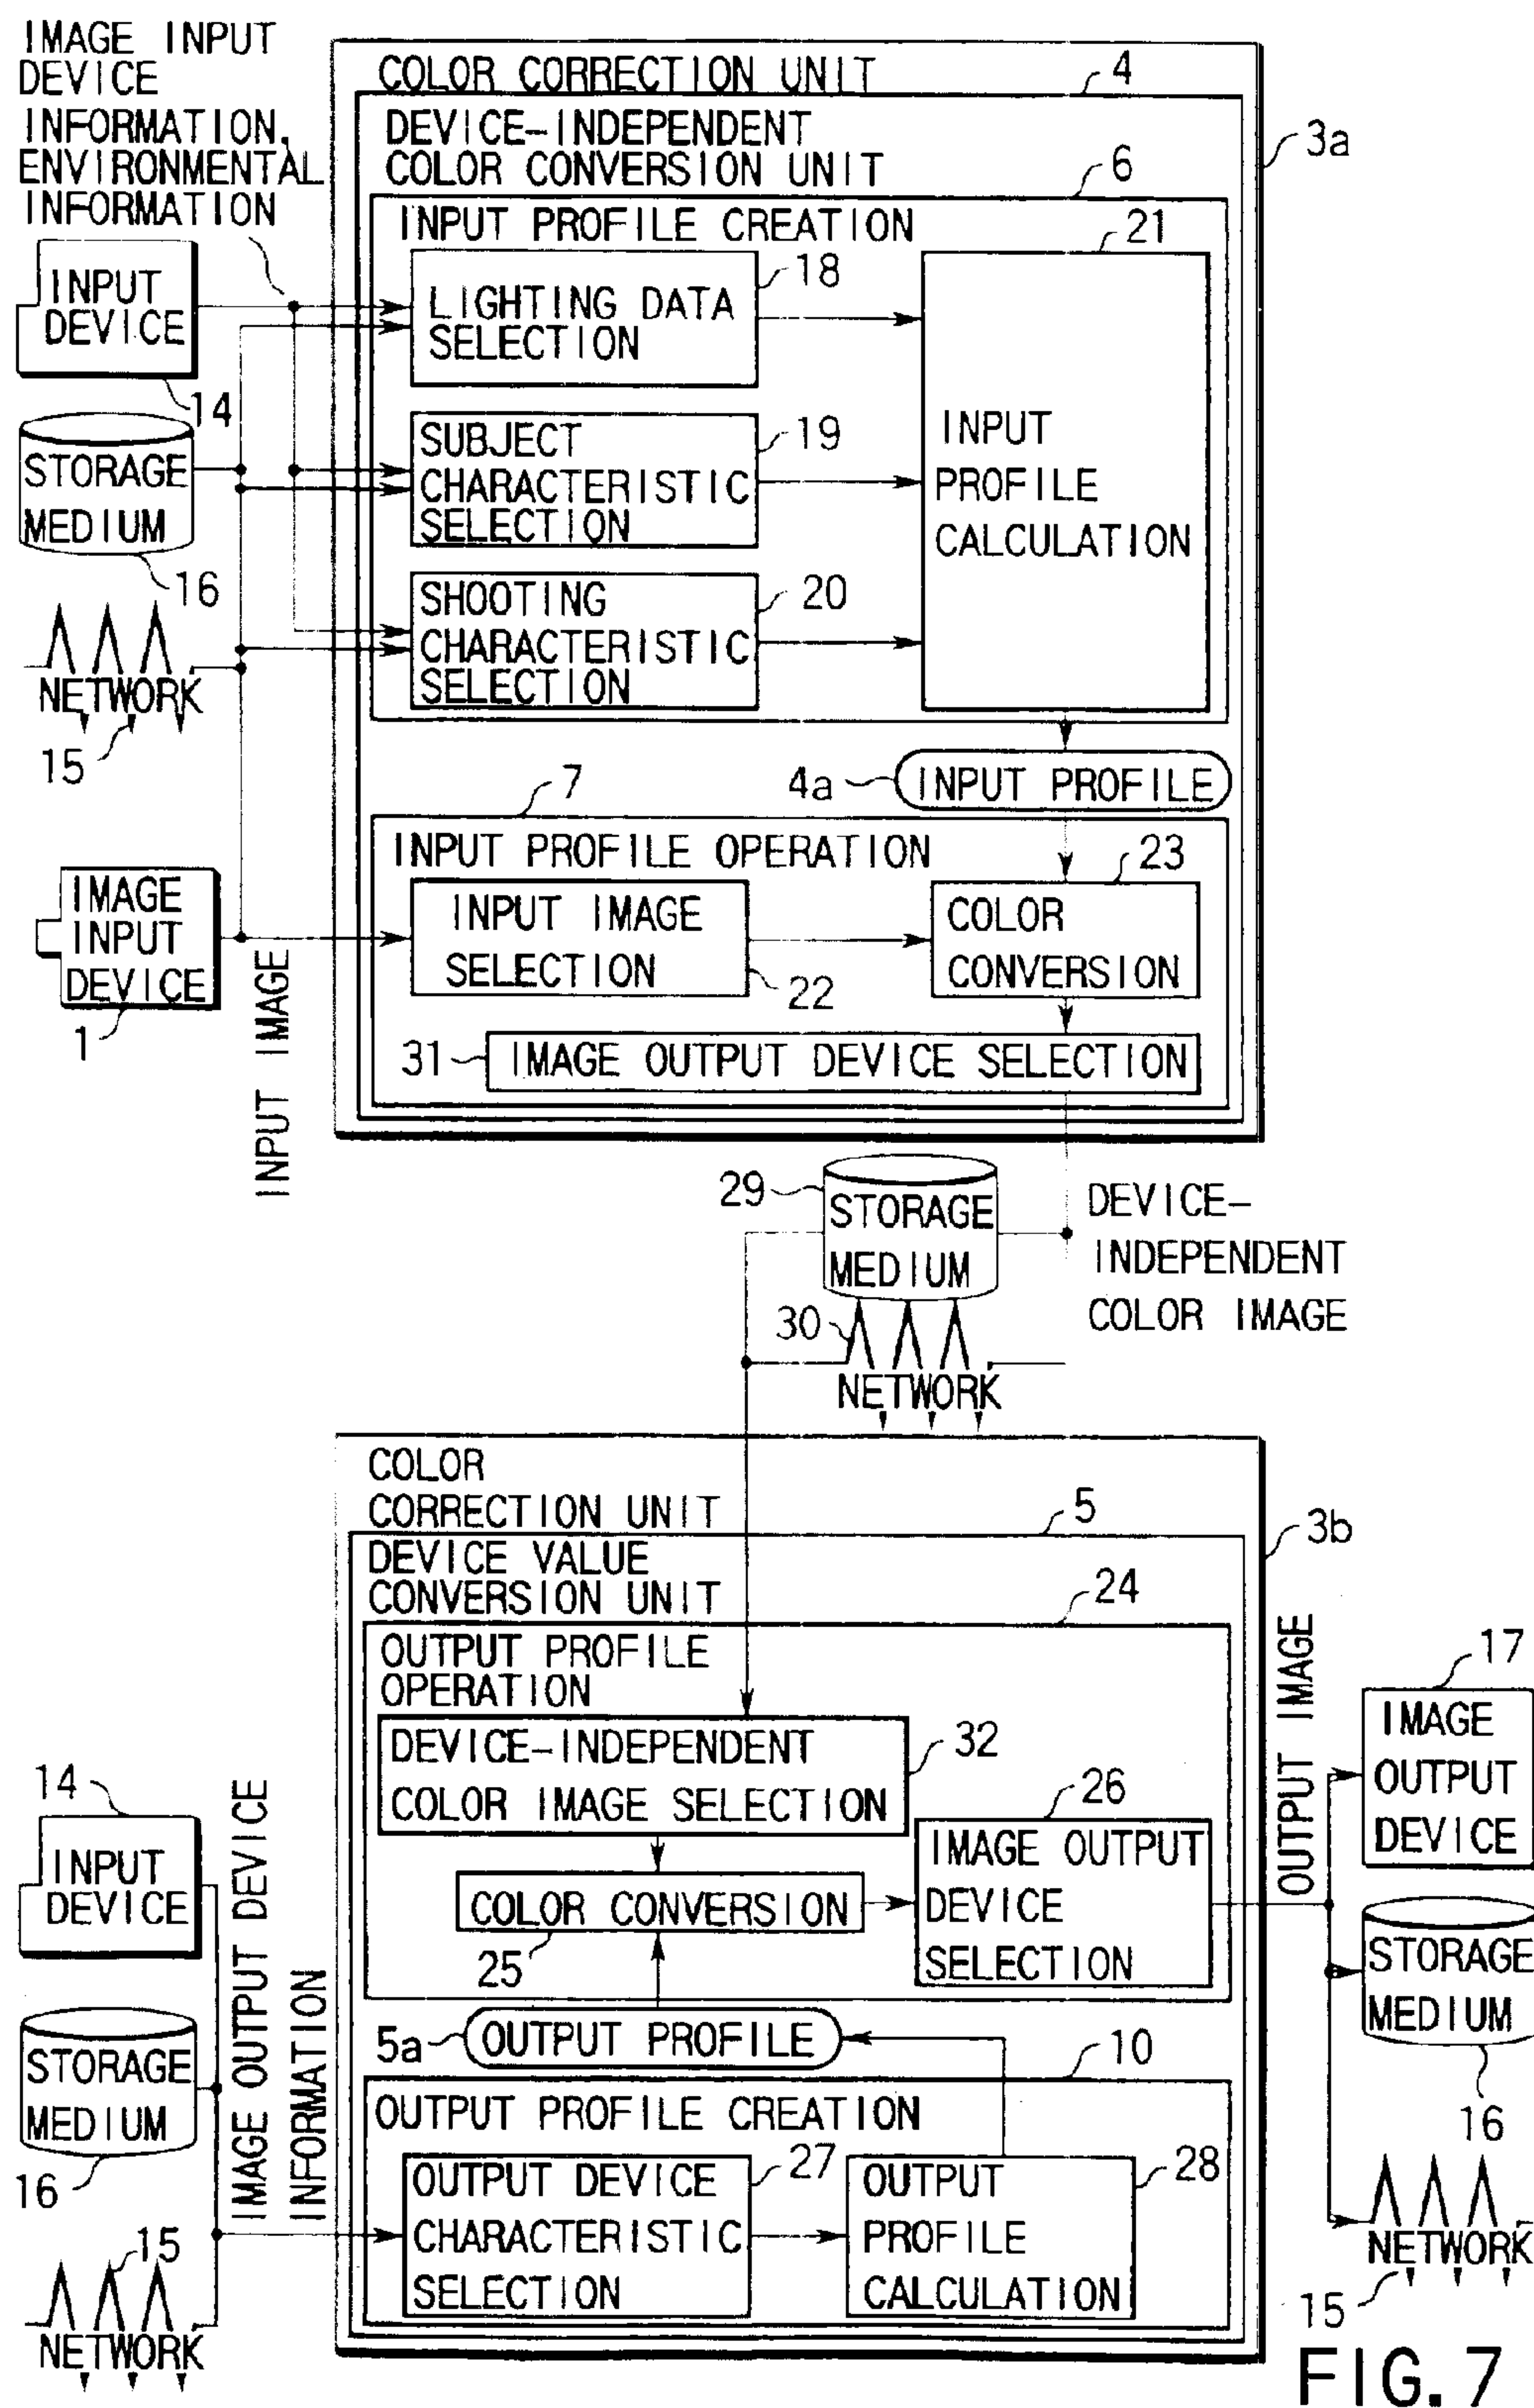 IMAGE INPUT
DEVICE
INFORMATION,
ENVIRONMENTAL
INFORMATION
COLOR CORRECTION UNIT
4
3a
DEVICE-INDEPENDENT
COLOR CONVERSION UNIT
6
INPUT PROFILE CREATION
21
INPUT
DEVICE
14
LIGHTING DATA
SELECTION
18
STORAGE
MEDIUM
16
SUBJECT
CHARACTERISTIC
SELECTION
19
INPUT
PROFILE
CALCULATION
NETWORK
15
SHOOTING
CHARACTERISTIC
SELECTION
20
4a
INPUT PROFILE
7
INPUT PROFILE OPERATION
23
IMAGE
INPUT
DEVICE
1
INPUT IMAGE
INPUT IMAGE
SELECTION
22
COLOR
CONVERSION
31
IMAGE OUTPUT DEVICE SELECTION
29
STORAGE
MEDIUM
DEVICE-
INDEPENDENT
COLOR IMAGE
30
NETWORK
COLOR
CORRECTION UNIT
5
3b
DEVICE VALUE
CONVERSION UNIT
24
OUTPUT PROFILE
OPERATION
DEVICE-INDEPENDENT
COLOR IMAGE SELECTION
32
OUTPUT IMAGE
17
IMAGE
OUTPUT
DEVICE
14
INPUT
DEVICE
IMAGE OUTPUT DEVICE
INFORMATION
COLOR CONVERSION
25
26
IMAGE OUTPUT
DEVICE
SELECTION
STORAGE
MEDIUM
16
5a
OUTPUT PROFILE
10
OUTPUT PROFILE CREATION
STORAGE
MEDIUM
16
OUTPUT DEVICE
CHARACTERISTIC
SELECTION
27
OUTPUT
PROFILE
CALCULATION
28
15
NETWORK
NETWORK
15
FIG. 7